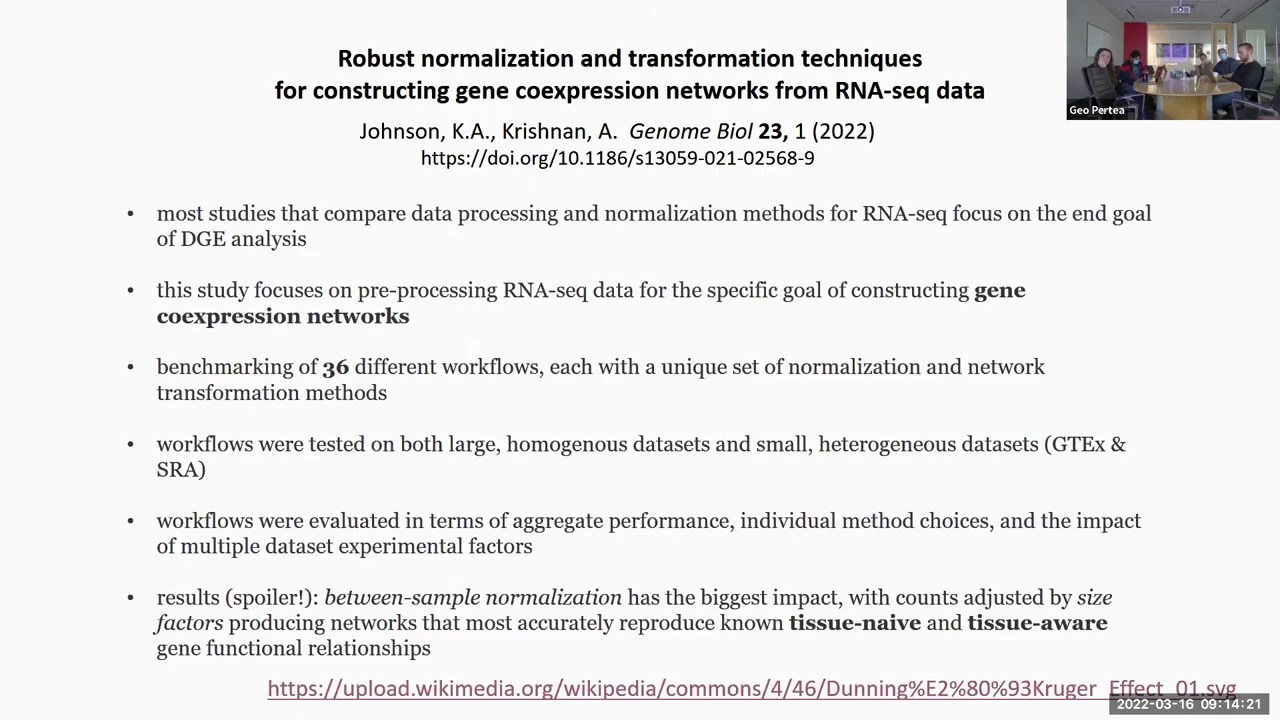 Robust normalization and transformation techniques
for constructing gene coexpression networks from RNA-seq data
Johnson, K.A., Krishnan, A. Genome Biol 23, 1 (2022)
https://doi.org/10.1186/s13059-021-02568-9
Geo Pertea
• most studies that compare data processing and normalization methods for RNA-seq focus on the end goal
of DGE analysis
• this study focuses on pre-processing RNA-seq data for the specific goal of constructing gene
coexpression networks
• benchmarking of 36 different workflows, each with a unique set of normalization and network
transformation methods
• workflows were tested on both large, homogenous datasets and small, heterogeneous datasets (GTEx &
SRA)
• workflows were evaluated in terms of aggregate performance, individual method choices, and the impact
of multiple dataset experimental factors
• results (spoiler!): between-sample normalization has the biggest impact, with counts adjusted by size
factors producing networks that most accurately reproduce known tissue-naive and tissue-aware
gene functional relationships
https://upload.wikimedia.org/wikipedia/commons/4/46/Dunning%E2%80%93Kruger_Effect_01.svg
2022-03-16 09:14:21